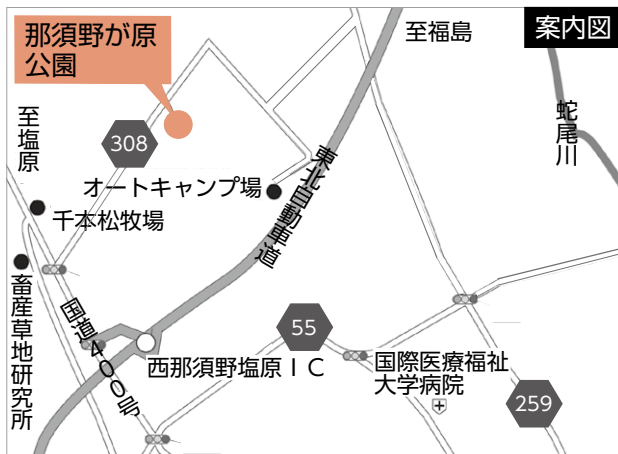 案内図
那須野が原
公園
至福島
至塩原
蛇尾川
308
オートキャンプ場
東北自動車道
千本松牧場
畜産草地研究所
国道400号
55
西那須野塩原IC
国際医療福祉
大学病院
259